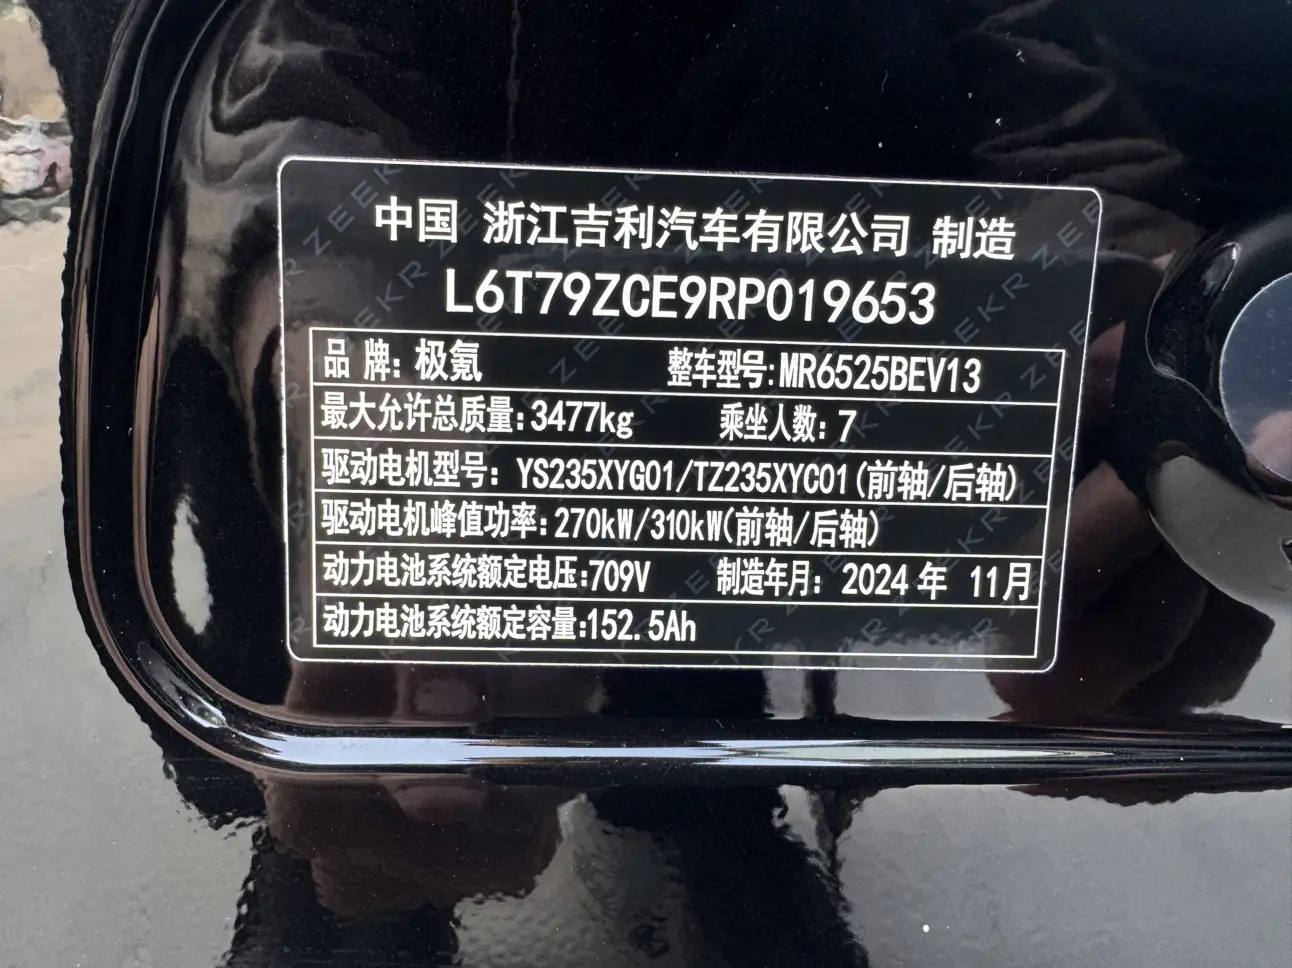 中国 浙江吉利汽车有限公司 制造
L6T79ZCE9RP019653
品 牌: 极氪 整车型号:MR6525BEV13
最大允许总质量:3477kg 乘坐人数:7
驱动电机型号: YS235XYG01/TZ235XYC01(前轴/后轴)
驱动电机峰值功率:270kW/310kW(前轴/后轴)
动力电池系统额定电压:709V 制造年月: 2024年 11月
动力电池系统额定容量:152.5Ah